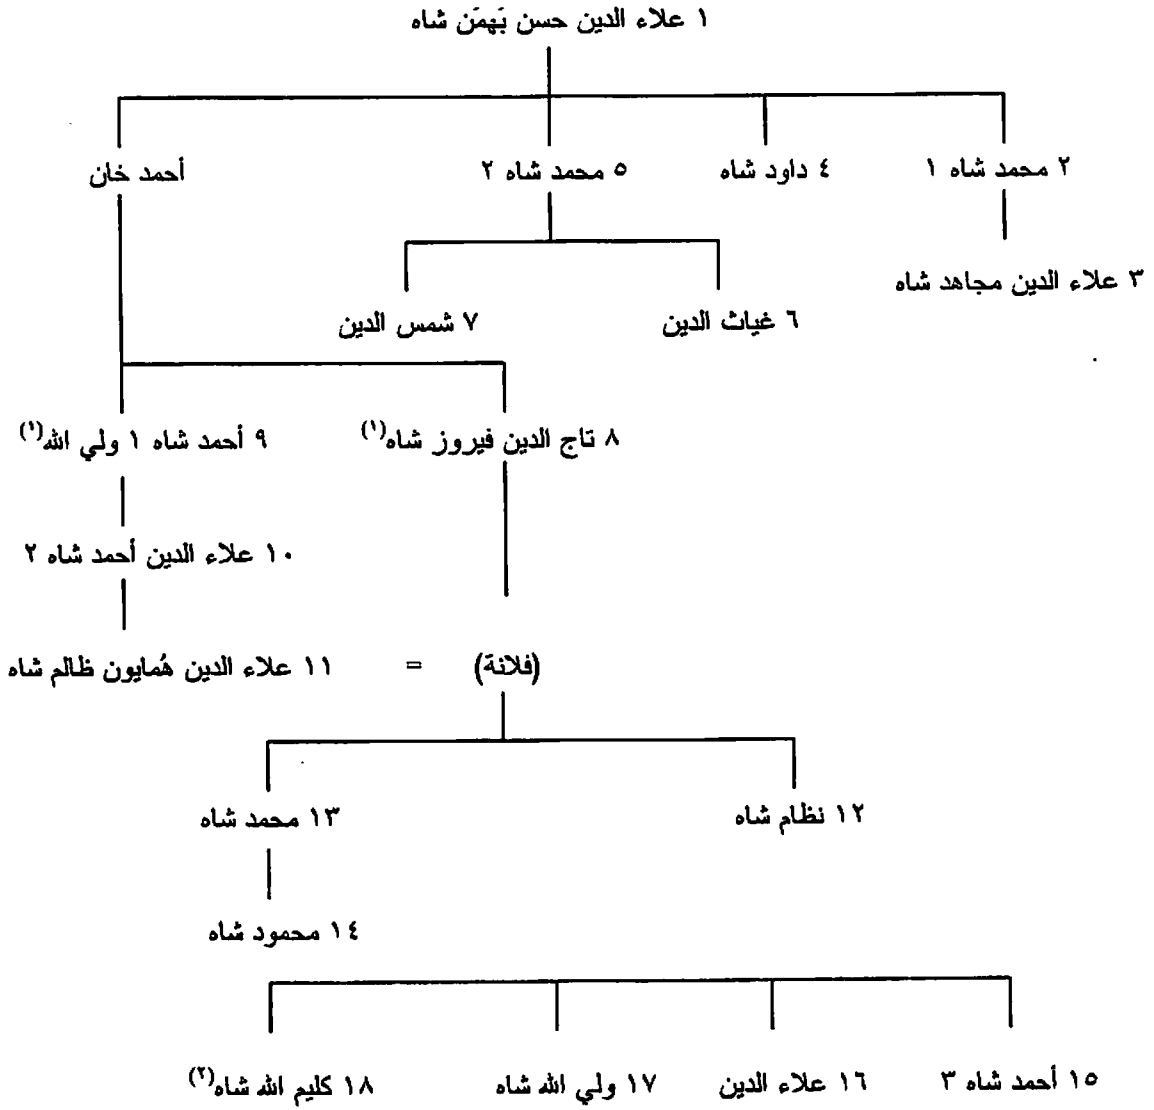 ١ علاء الدين حسن بَهمَن شاه
٢ محمد شاه ١
٤ داود شاه
٥ محمد شاه ٢
أحمد خان
٣ علاء الدين مجاهد شاه
٦ غياث الدين
٧ شمس الدين
٨ تاج الدين فيروز شاه(١)
٩ أحمد شاه ١ ولي الله(١)
١٠ علاء الدين أحمد شاه ٢
(فلانة) = ١١ علاء الدين هُمايون ظالم شاه
١٢ نظام شاه
١٣ محمد شاه
١٤ محمود شاه
١٥ أحمد شاه ٣
١٦ علاء الدين
١٧ ولي الله شاه
١٨ كليم الله شاه(٢)